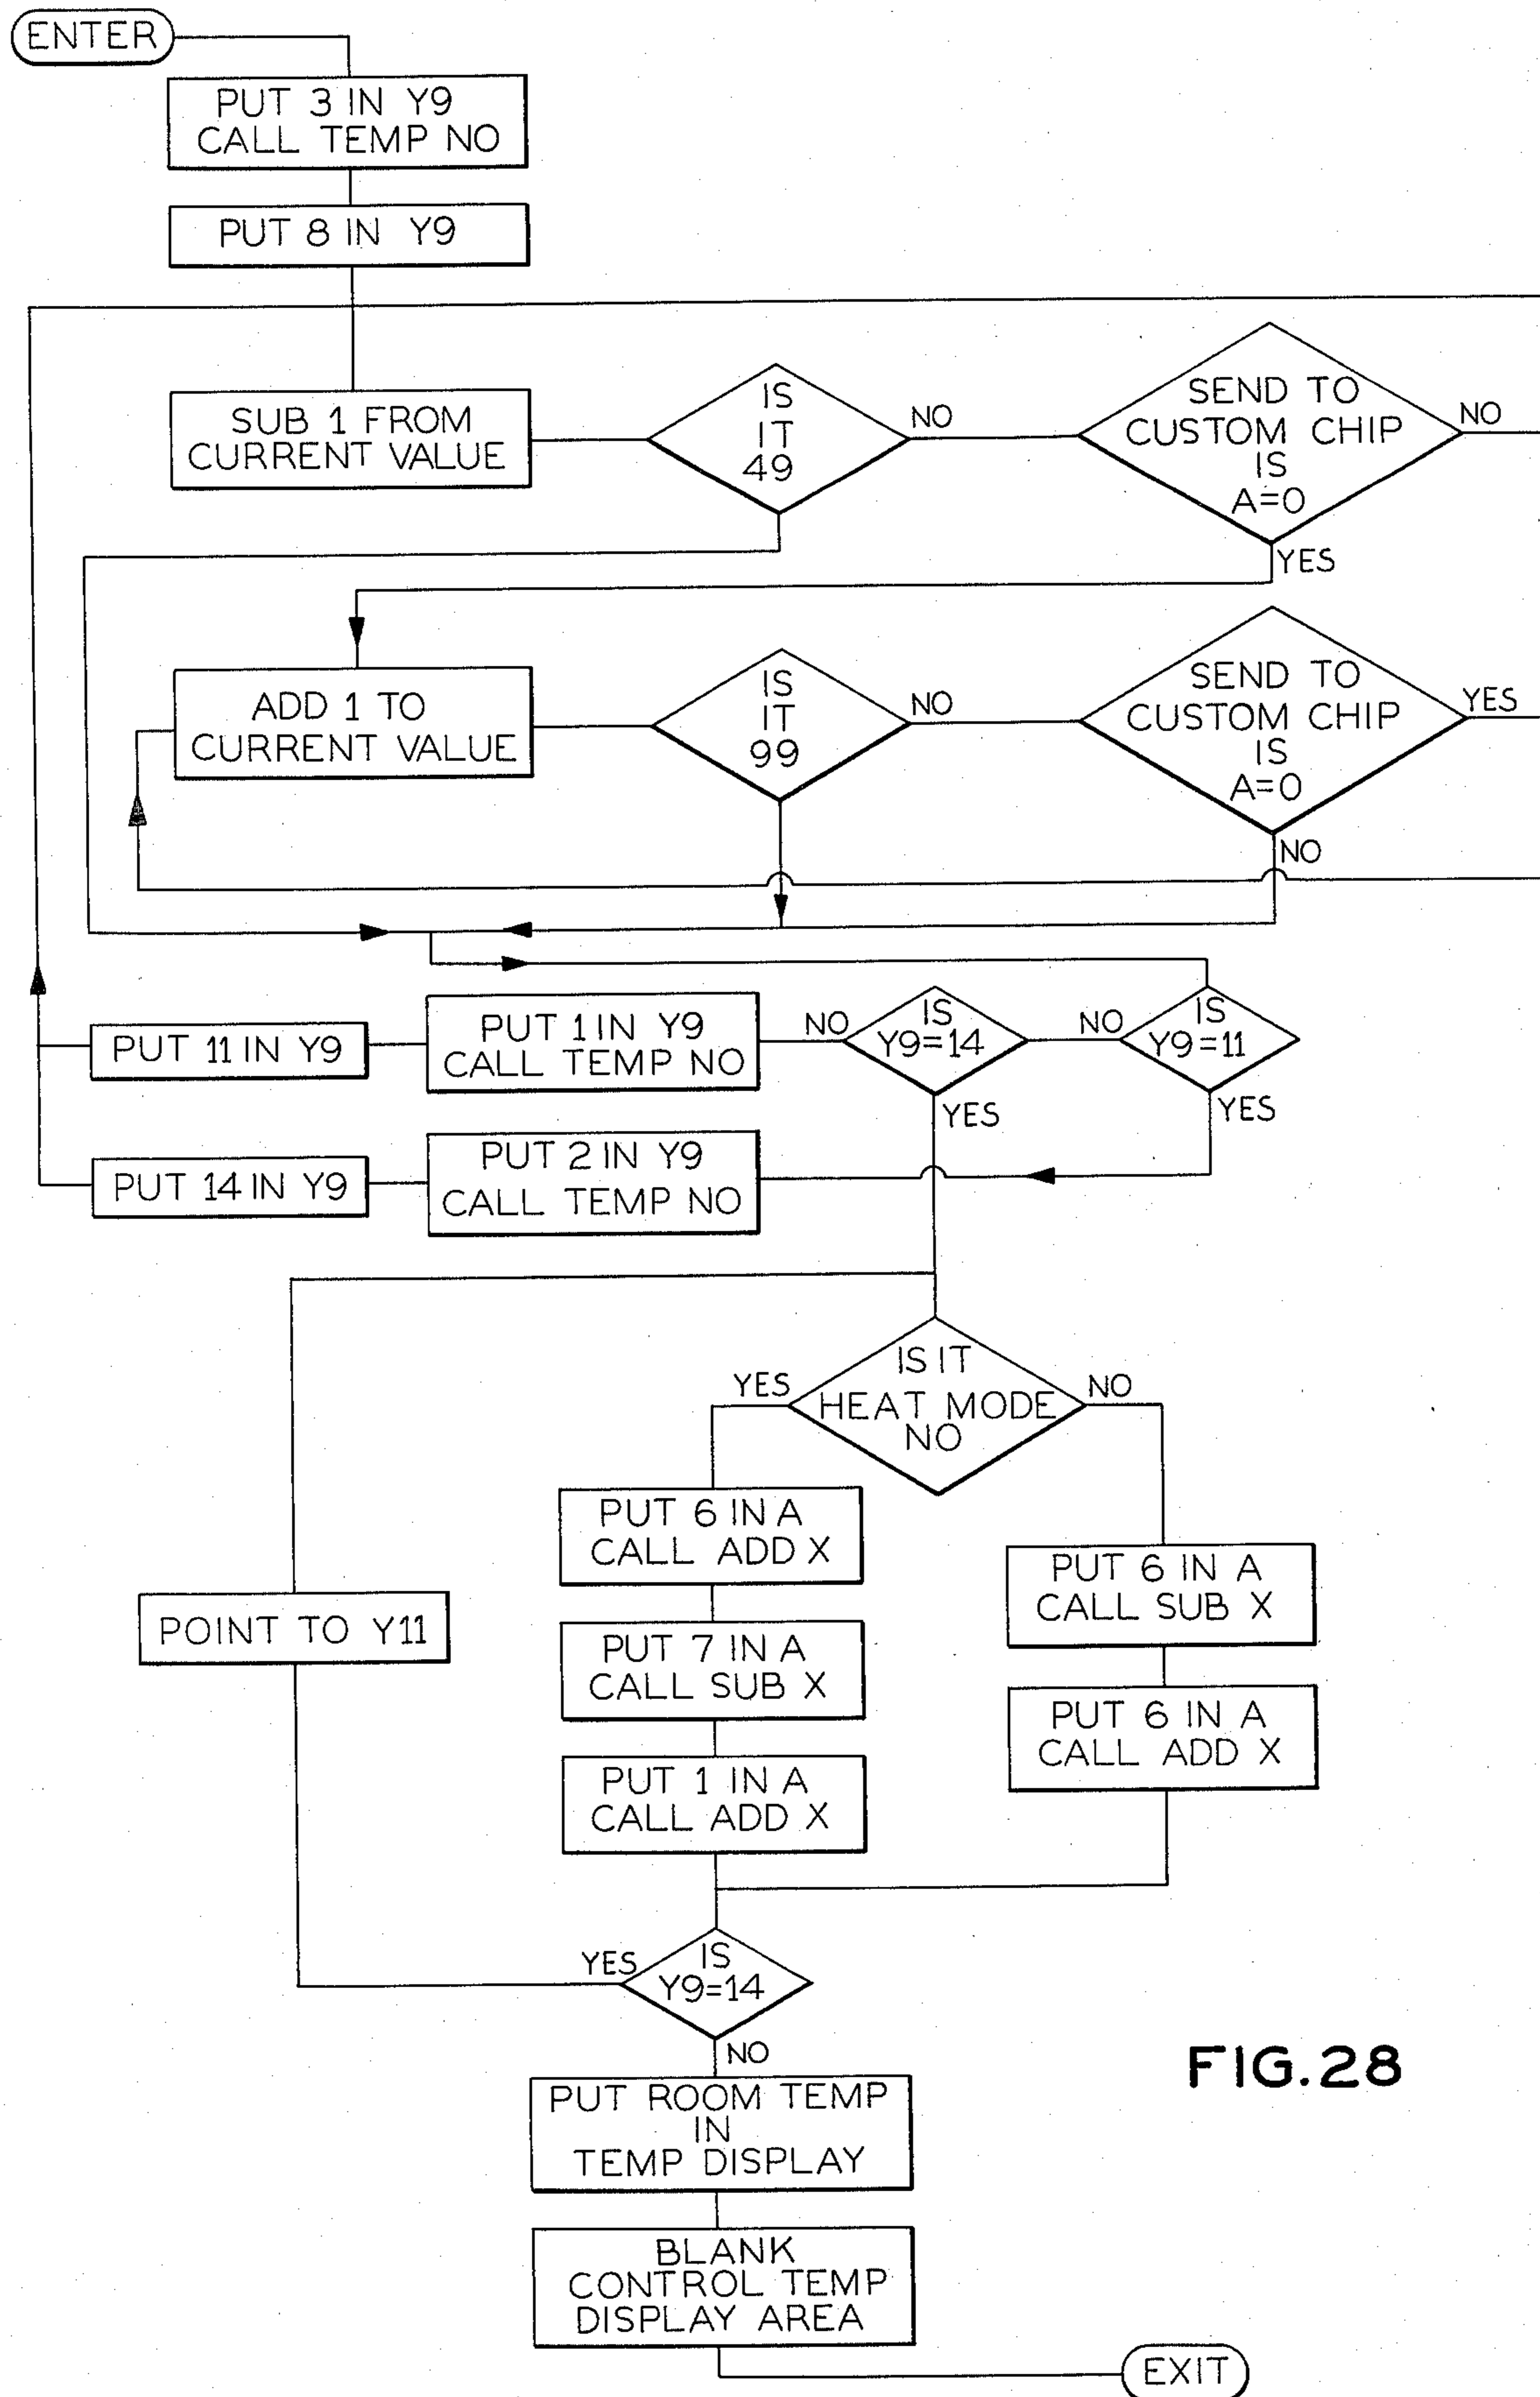 ENTER
PUT 3 IN Y9
CALL TEMP NO
PUT 8 IN Y9
SUB 1 FROM
CURRENT VALUE
IS
IT
49
NO
SEND TO
CUSTOM CHIP
IS
A=0
NO
YES
ADD 1 TO
CURRENT VALUE
IS
IT
99
NO
SEND TO
CUSTOM CHIP
IS
A=0
YES
NO
PUT 11 IN Y9
PUT 1 IN Y9
CALL TEMP NO
NO
IS
Y9=14
NO
IS
Y9=11
YES
YES
PUT 14 IN Y9
PUT 2 IN Y9
CALL TEMP NO
IS IT
HEAT MODE
NO
YES
NO
PUT 6 IN A
CALL ADD X
PUT 6 IN A
CALL SUB X
POINT TO Y11
PUT 7 IN A
CALL SUB X
PUT 6 IN A
CALL ADD X
PUT 1 IN A
CALL ADD X
YES
IS
Y9=14
NO
FIG.28
PUT ROOM TEMP
IN
TEMP DISPLAY
BLANK
CONTROL TEMP
DISPLAY AREA
EXIT